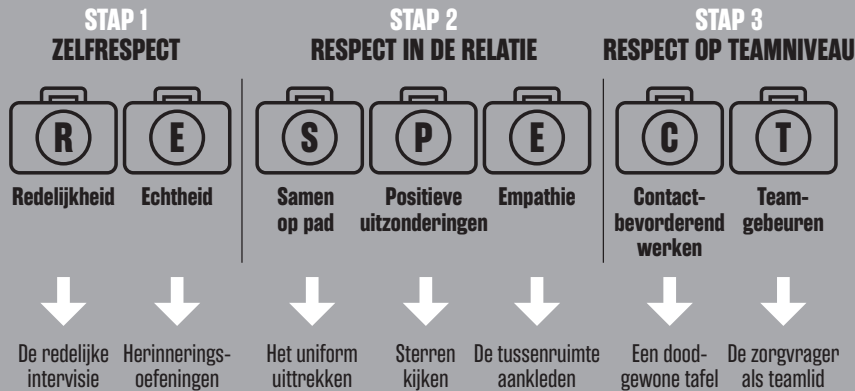 STAP 1
ZELFRESPECT
STAP 2
RESPECT IN DE RELATIE
STAP 3
RESPECT OP TEAMNIVEAU
R
E
S
P
E
C
T
Redelijkheid
Echtheid
Samen
op pad
Positieve
uitzonderingen
Empathie
Contact-
bevorderend
werken
Team-
gebeuren
De redelijke
intervisie
Herinnerings-
oefeningen
Het uniform
uittrekken
Sterren
kijken
De tussenruimte
aankleden
Een dood-
gewone tafel
De zorgvrager
als teamlid